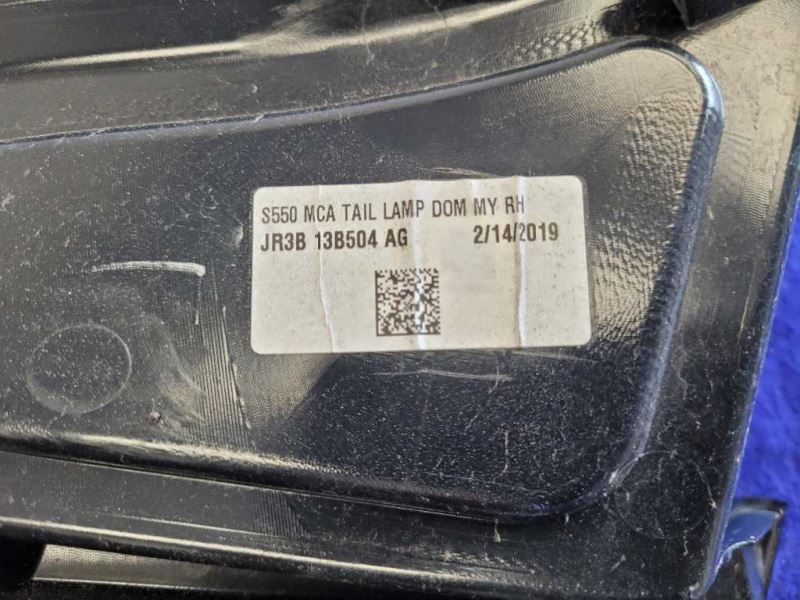 S550 MCA TAIL LAMP DOM MY RH
JR3B 13B504 AG 2/14/2019